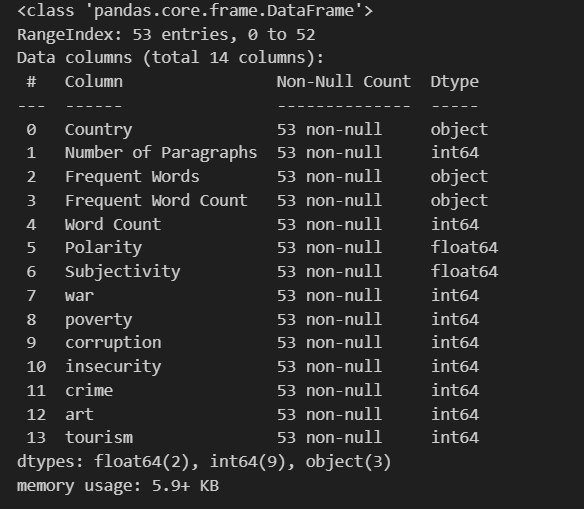 <class 'pandas.core.frame.DataFrame'>
RangeIndex: 53 entries, 0 to 52
Data columns (total 14 columns):
 #   Column                Non-Null Count  Dtype
---  ------                --------------  -----
 0   Country               53 non-null     object
 1   Number of Paragraphs  53 non-null     int64
 2   Frequent Words        53 non-null     object
 3   Frequent Word Count   53 non-null     object
 4   Word Count            53 non-null     int64
 5   Polarity              53 non-null     float64
 6   Subjectivity          53 non-null     float64
 7   war                   53 non-null     int64
 8   poverty               53 non-null     int64
 9   corruption            53 non-null     int64
 10  insecurity            53 non-null     int64
 11  crime                 53 non-null     int64
 12  art                   53 non-null     int64
 13  tourism               53 non-null     int64
dtypes: float64(2), int64(9), object(3)
memory usage: 5.9+ KB